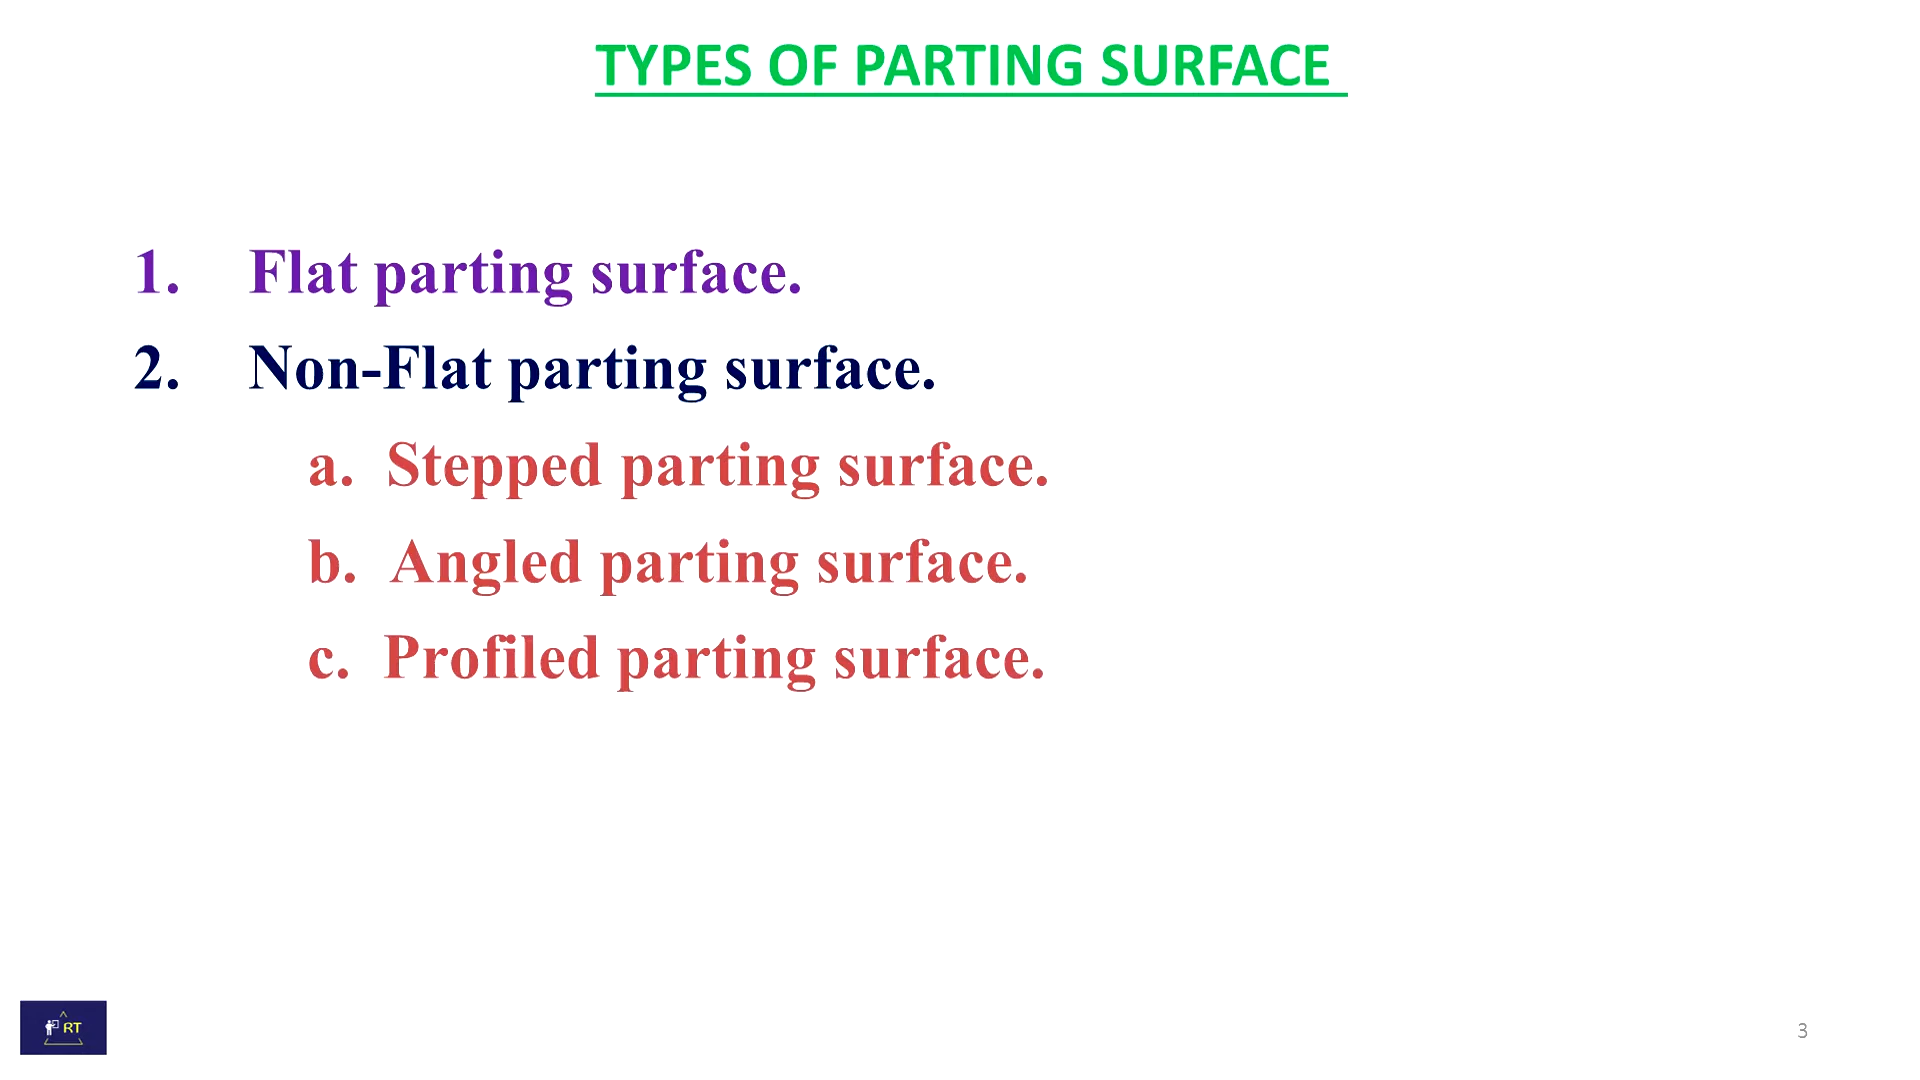 TYPES OF PARTING SURFACE
1. Flat parting surface.
2. Non-Flat parting surface.
a. Stepped parting surface.
b. Angled parting surface.
c. Profiled parting surface.
RT
3